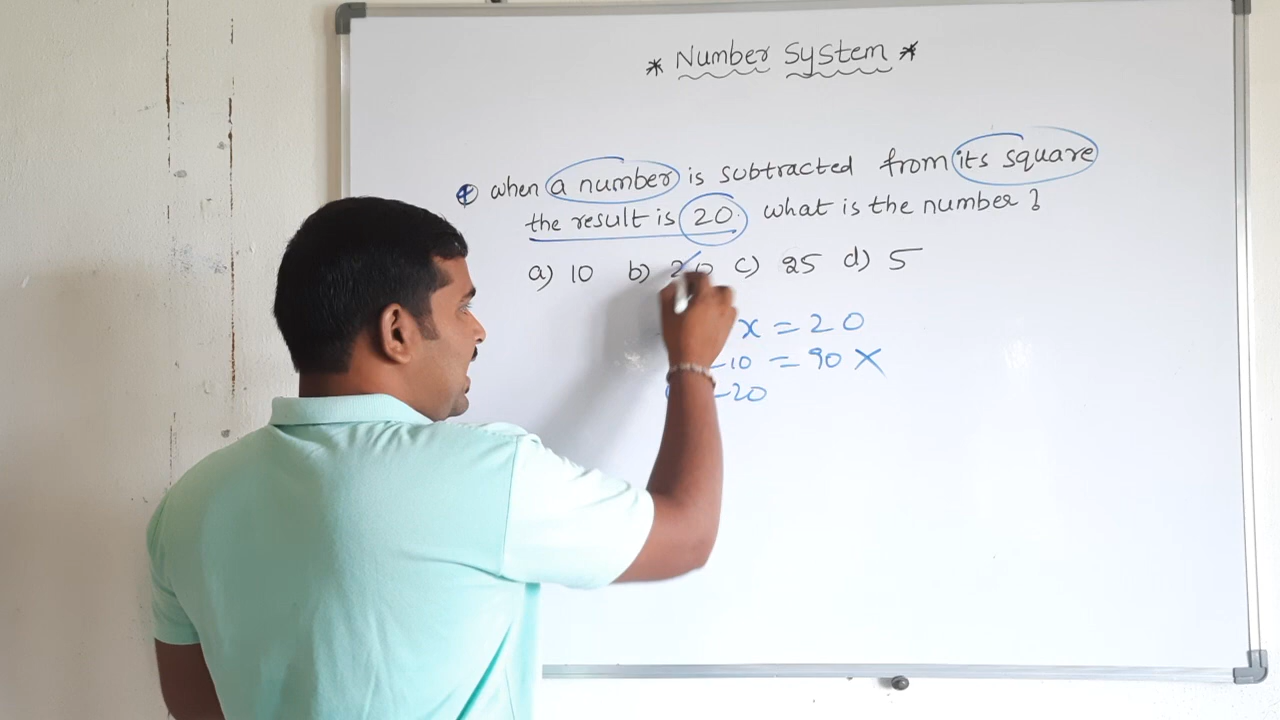 * Number System *
when a number is subtracted from its square
the result is 20. what is the number?
a) 10 b) 20 c) 25 d) 5
x = 20
-10 = 90 X
-20